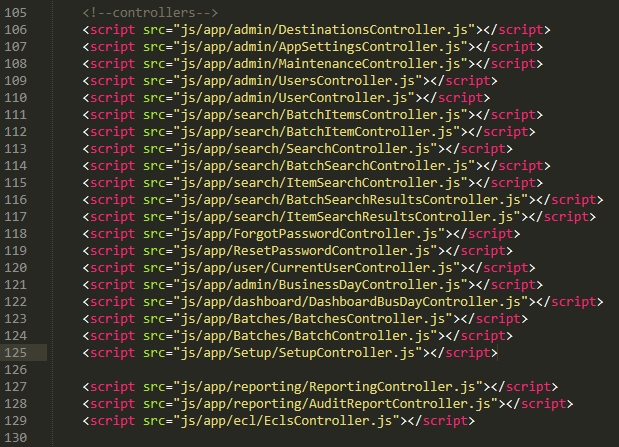 105 <!--controllers-->
106 <script src="js/app/admin/DestinationsController.js"></script>
107 <script src="js/app/admin/AppSettingsController.js"></script>
108 <script src="js/app/admin/MaintenanceController.js"></script>
109 <script src="js/app/admin/UsersController.js"></script>
110 <script src="js/app/admin/UserController.js"></script>
111 <script src="js/app/search/BatchItemsController.js"></script>
112 <script src="js/app/search/BatchItemController.js"></script>
113 <script src="js/app/search/SearchController.js"></script>
114 <script src="js/app/search/BatchSearchController.js"></script>
115 <script src="js/app/search/ItemSearchController.js"></script>
116 <script src="js/app/search/BatchSearchResultsController.js"></script>
117 <script src="js/app/search/ItemSearchResultsController.js"></script>
118 <script src="js/app/ForgotPasswordController.js"></script>
119 <script src="js/app/ResetPasswordController.js"></script>
120 <script src="js/app/user/CurrentUserController.js"></script>
121 <script src="js/app/admin/BusinessDayController.js"></script>
122 <script src="js/app/dashboard/DashboardBusDayController.js"></script>
123 <script src="js/app/Batches/BatchesController.js"></script>
124 <script src="js/app/Batches/BatchController.js"></script>
125 <script src="js/app/Setup/SetupController.js"></script>
126
127 <script src="js/app/reporting/ReportingController.js"></script>
128 <script src="js/app/reporting/AuditReportController.js"></script>
129 <script src="js/app/ecl/EclsController.js"></script>
130